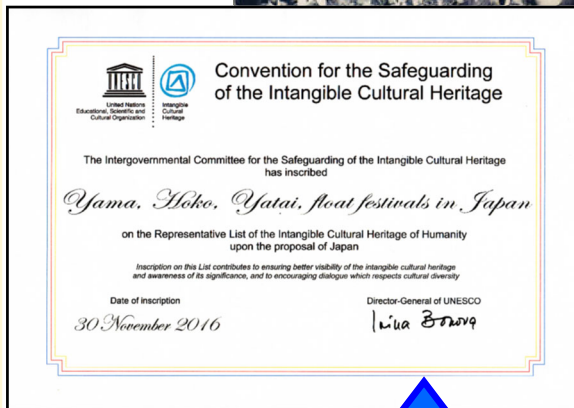 Convention for the Safeguarding
of the Intangible Cultural Heritage
United Nations
Educational, Scientific and
Cultural Organization
Intangible
Cultural
Heritage
The Intergovernmental Committee for the Safeguarding of the Intangible Cultural Heritage
has inscribed
Yama, Hoko, Yatai, float festivals in Japan
on the Representative List of the Intangible Cultural Heritage of Humanity
upon the proposal of Japan
Inscription on this List contributes to ensuring better visibility of the intangible cultural heritage
and awareness of its significance, and to encouraging dialogue which respects cultural diversity
Date of inscription
30 November 2016
Director-General of UNESCO
Irina Bokova